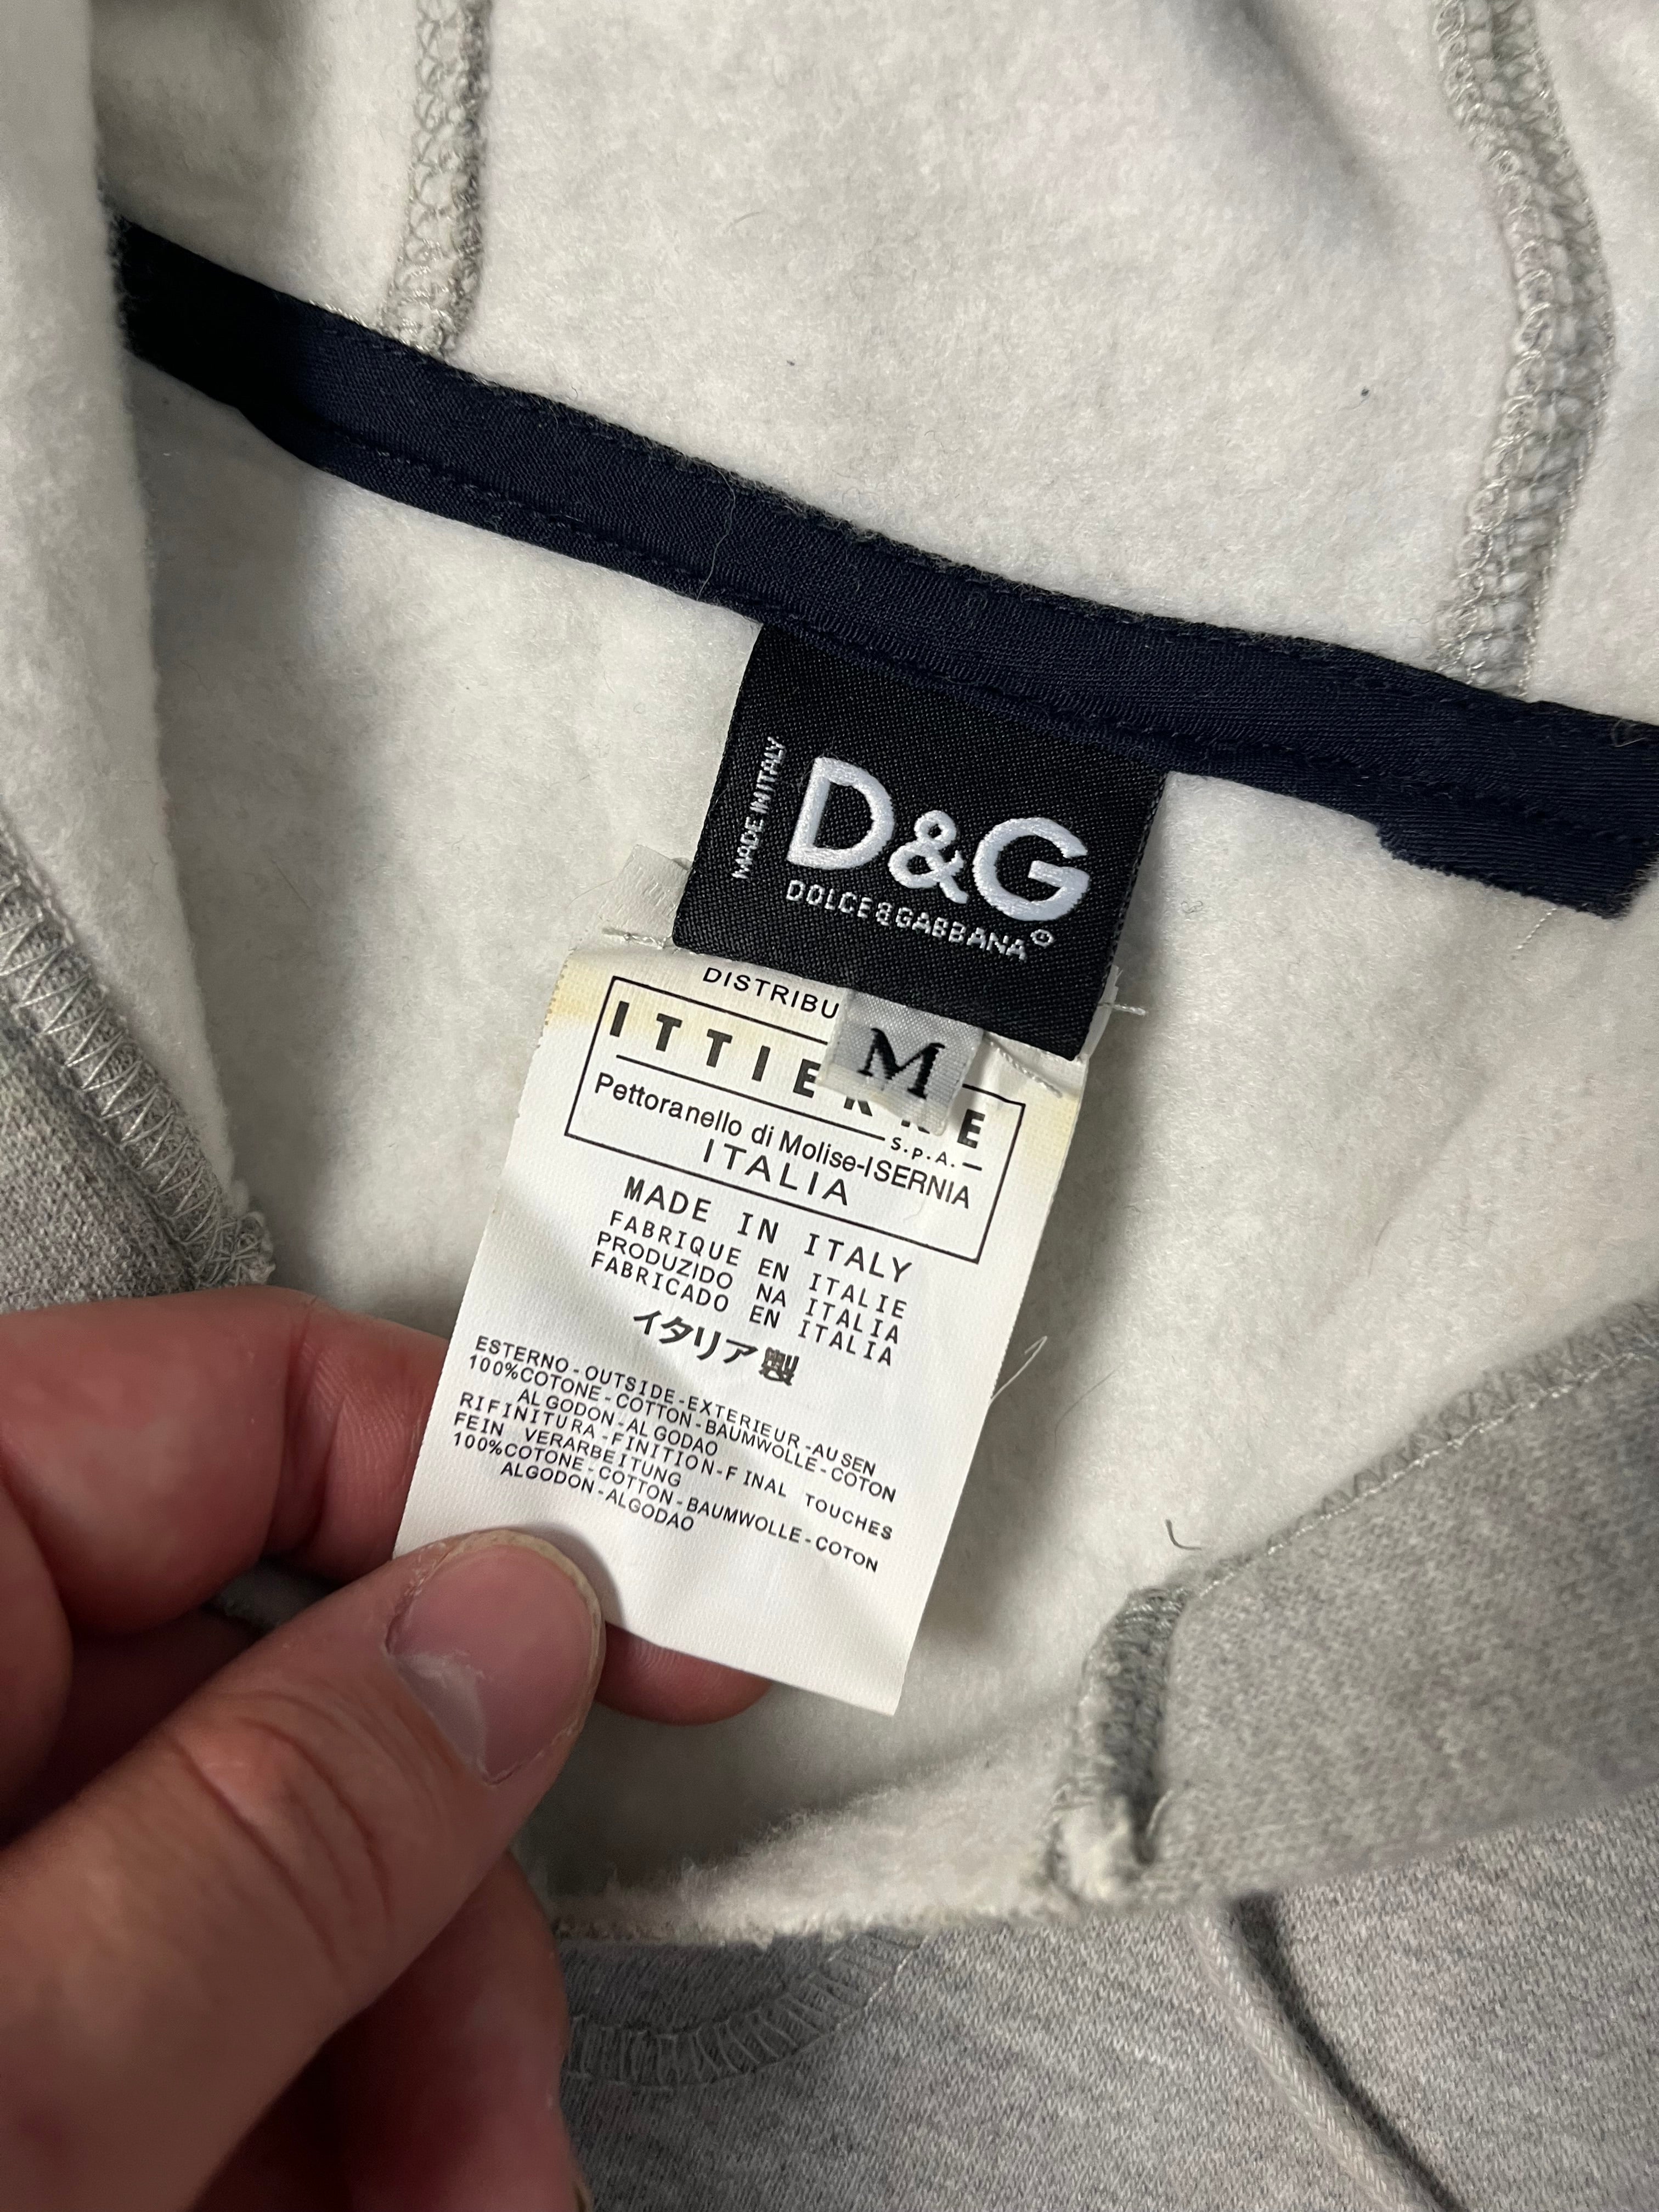 MADE IN ITALY
D&G
DOLCE&GABBANA®
M
DISTRIBU
S.p.A.
Pettoranello di Molise-ISERNIA
ITALIA
MADE IN ITALY
FABRIQUE EN ITALIE
PRODUZIDO NA ITALIA
FABRICADO EN ITALIA
イタリア製
ESTERNO-OUTSIDE-EXTERIEUR-AUSEN
100%COTONE-COTTON-BAUMWOLLE-COTON
ALGODON-ALGODAO
RIFINITURA-FINITION-FINAL TOUCHES
FEIN VERARBEITUNG
100%COTONE-COTTON-BAUMWOLLE-COTON
ALGODON-ALGODAO